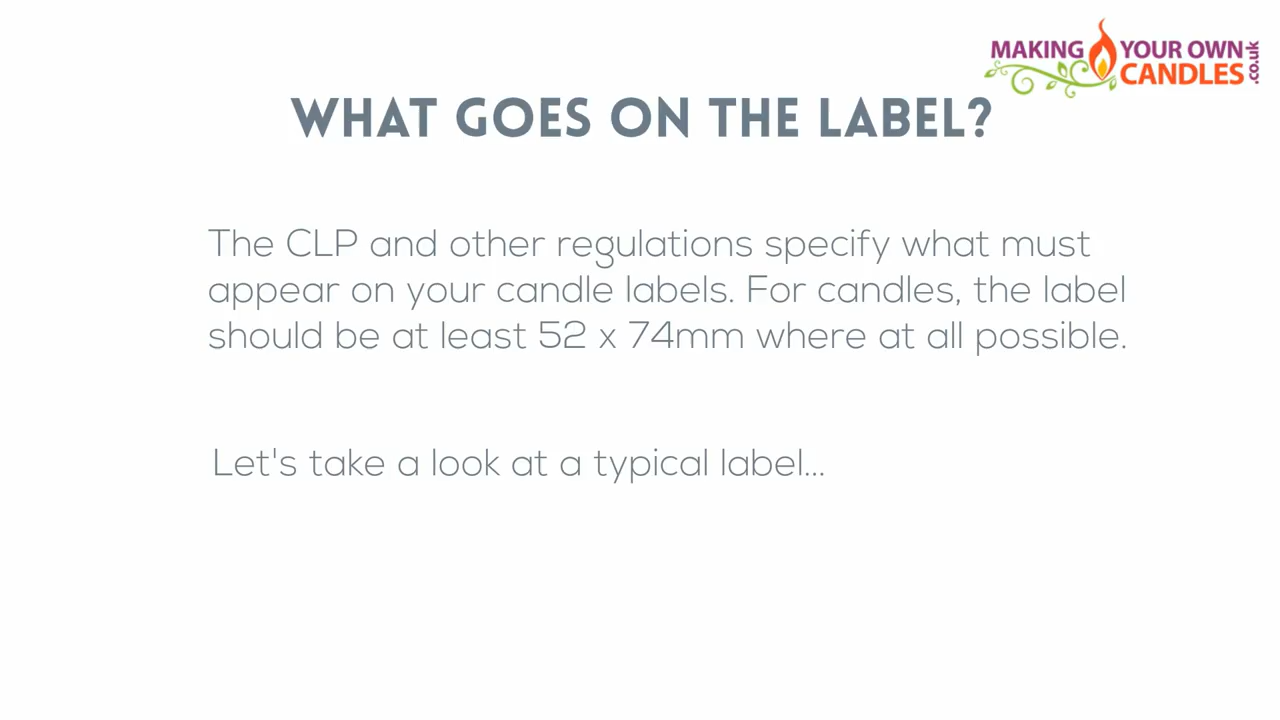 MAKING YOUR OWN
CANDLES .co.uk
WHAT GOES ON THE LABEL?
The CLP and other regulations specify what must
appear on your candle labels. For candles, the label
should be at least 52 x 74mm where at all possible.
Let's take a look at a typical label...